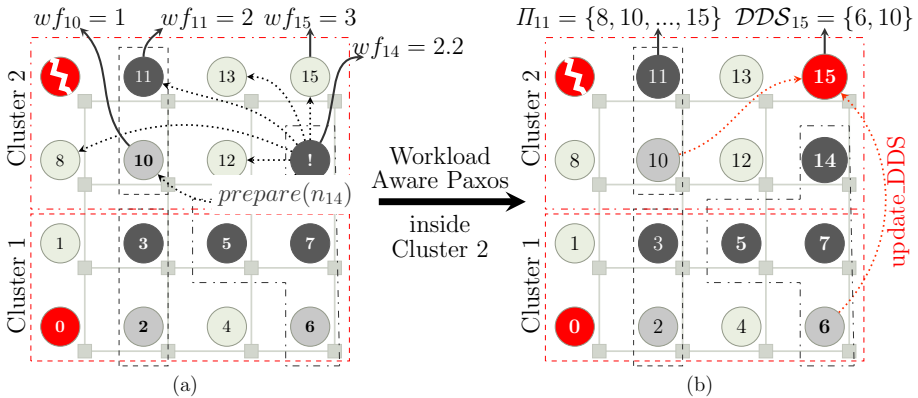 wf₁₀ = 1 wf₁₁ = 2 wf₁₅ = 3
wf₁₄ = 2.2
Cluster 2
11 13 15
8 10 12 !
prepare(n₁₄)
Cluster 1
1 3 5 7
0 2 4 6
(a)
Workload
Aware Paxos
inside
Cluster 2
Π₁₁ = {8, 10, ..., 15} 𝒟𝒟𝒮₁₅ = {6, 10}
Cluster 2
11 13 15
8 10 12 14
Cluster 1
1 3 5 7
0 2 4 6
update_DDS
(b)